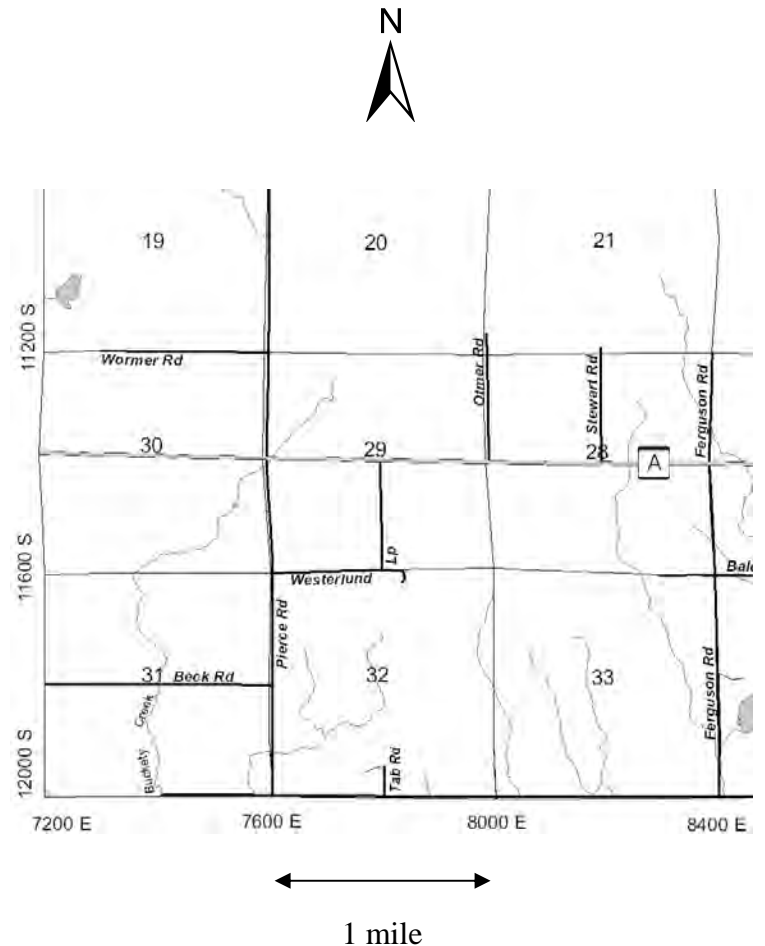 N
19
20
21
11200 S
Wormer Rd
Otmer Rd
Stewart Rd
Ferguson Rd
30
29
28
A
Lp
11600 S
Westerlund
Bald
Pierce Rd
31
Beck Rd
32
33
Ferguson Rd
Creek
Buckety
Tab Rd
12000 S
7200 E
7600 E
8000 E
8400 E
1 mile